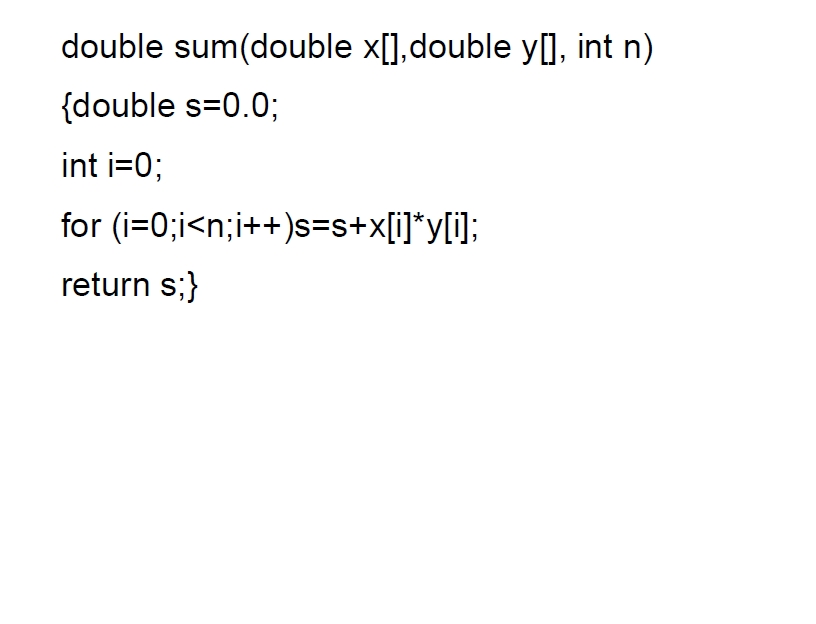 double sum(double x[],double y[], int n)
{double s=0.0;
int i=0;
for (i=0;i<n;i++)s=s+x[i]*y[i];
return s;}